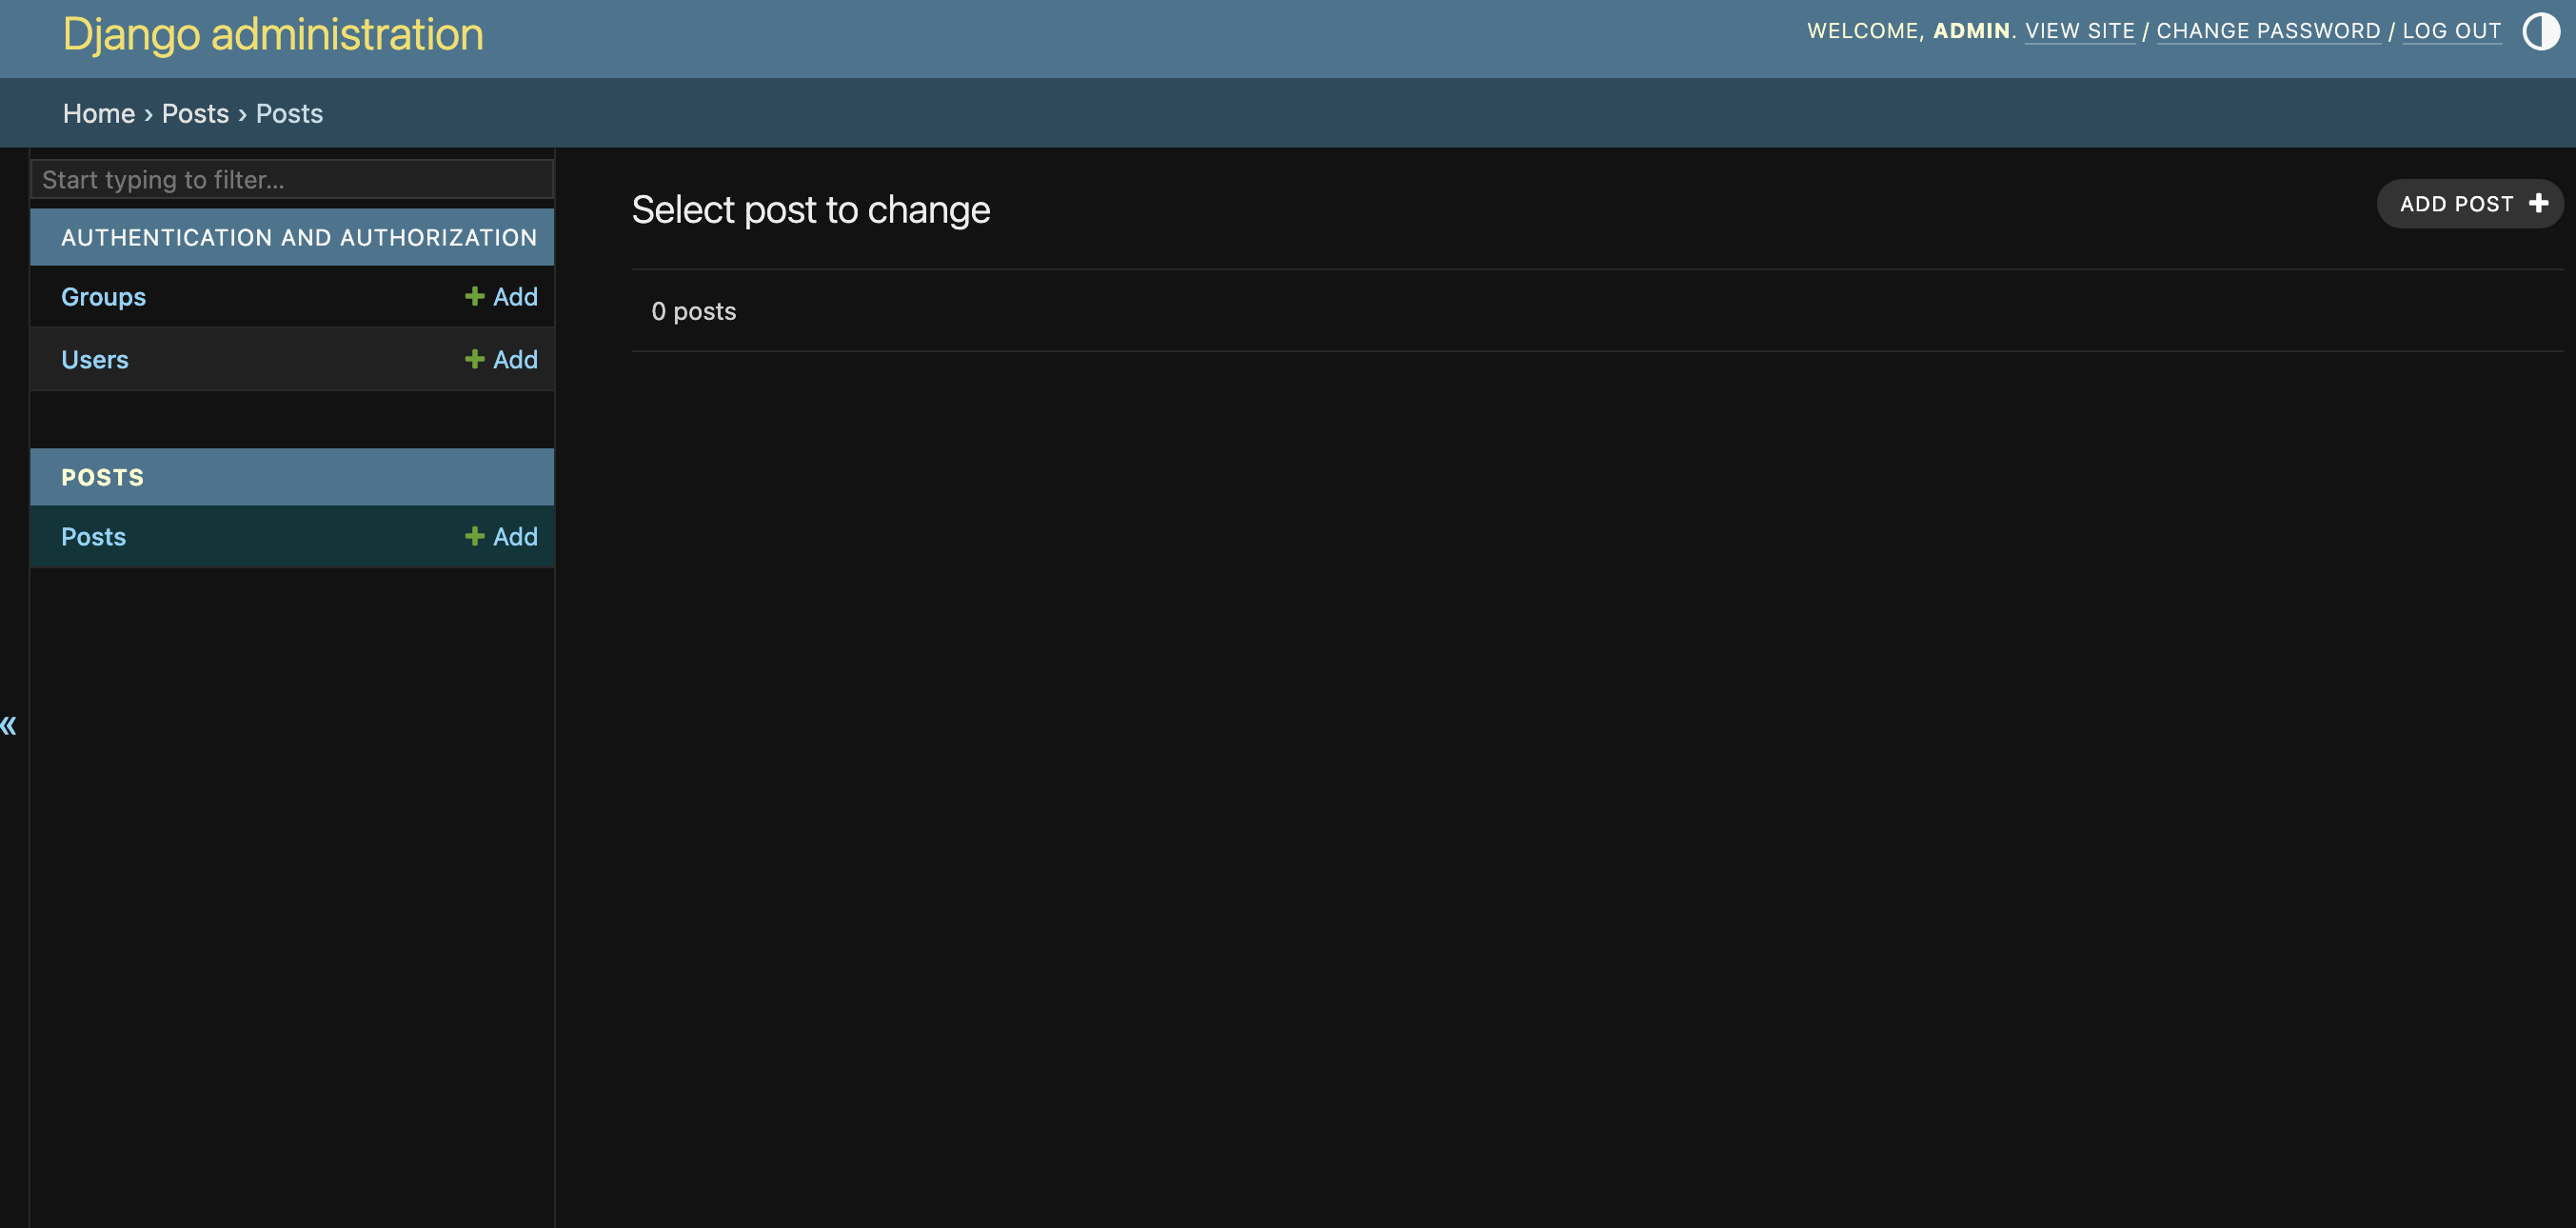 Django administration
WELCOME, ADMIN. VIEW SITE / CHANGE PASSWORD / LOG OUT
Home › Posts › Posts
Start typing to filter...
AUTHENTICATION AND AUTHORIZATION
Groups + Add
Users + Add
POSTS
Posts + Add
«
Select post to change
ADD POST +
0 posts